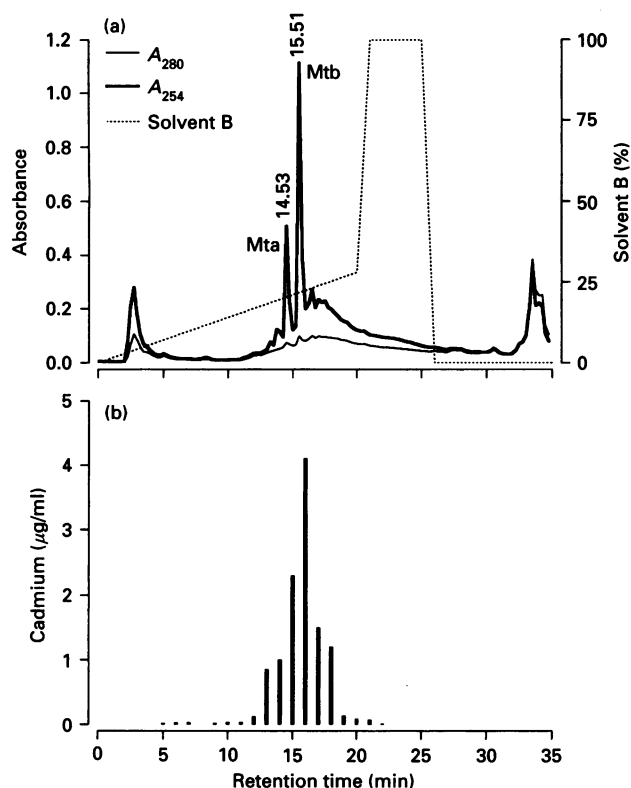 (a)
1.2
1.0
0.8
0.6
0.4
0.2
0.0
Absorbance
A280
A254
Solvent B
14.53
Mta
15.51
Mtb
100
75
50
25
0
Solvent B (%)
(b)
5
4
3
2
1
0
Cadmium (μg/ml)
0 5 10 15 20 25 30 35
Retention time (min)